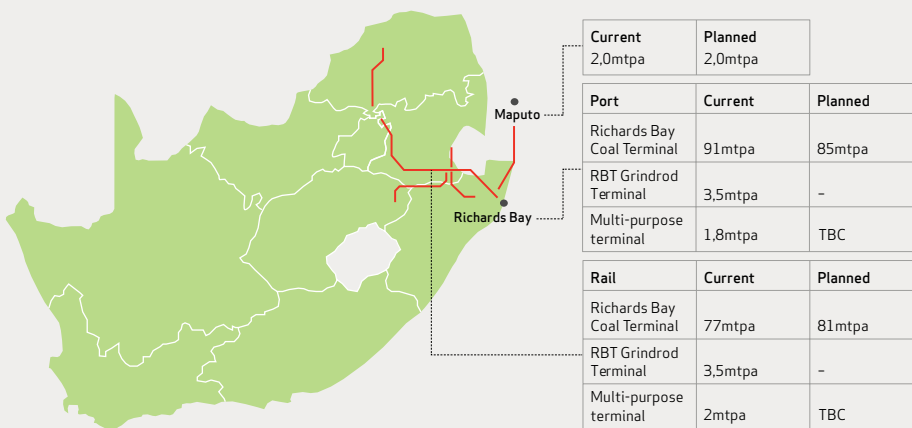 Current Planned
2,0mtpa 2,0mtpa
Maputo
Richards Bay
Port Current Planned
Richards Bay
Coal Terminal 91mtpa 85mtpa
RBT Grindrod
Terminal 3,5mtpa –
Multi-purpose
terminal 1,8mtpa TBC
Rail Current Planned
Richards Bay
Coal Terminal 77mtpa 81mtpa
RBT Grindrod
Terminal 3,5mtpa –
Multi-purpose
terminal 2mtpa TBC